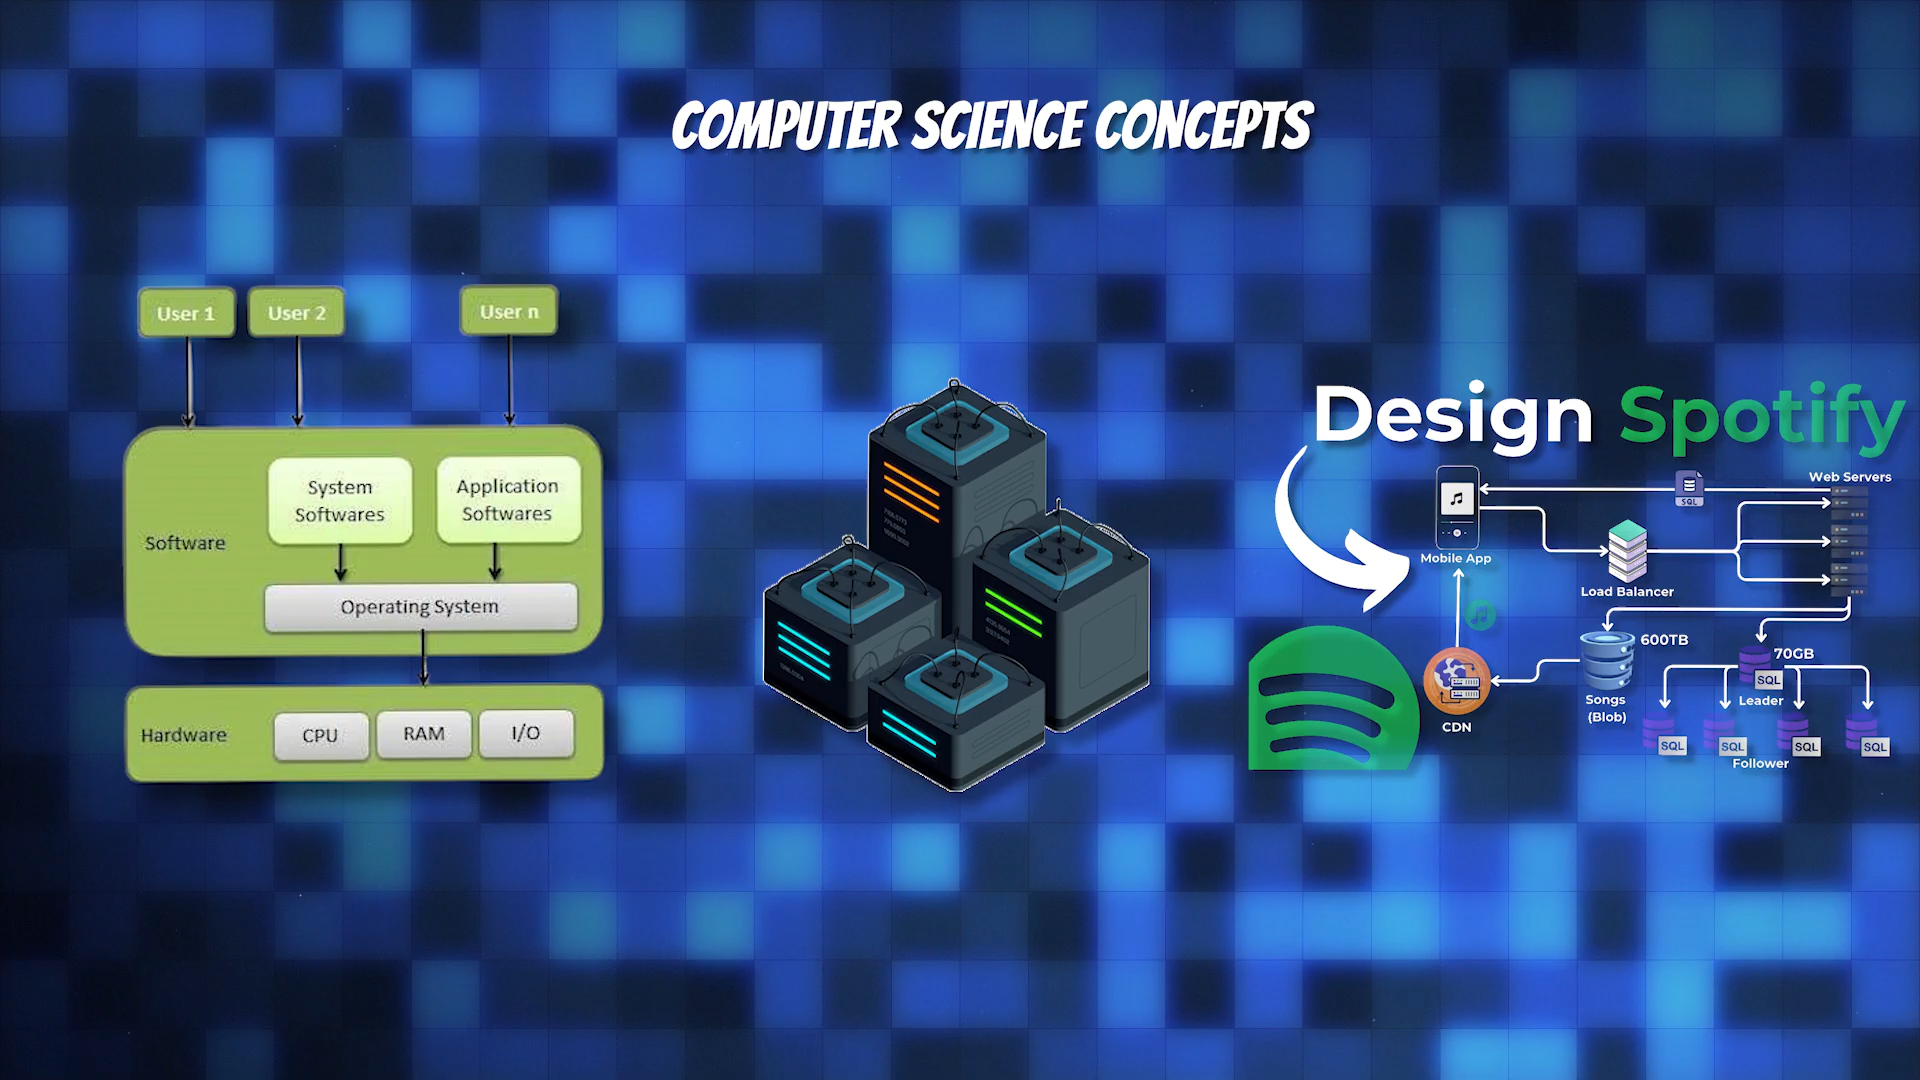 COMPUTER SCIENCE CONCEPTS
User 1
User 2
User n
System
Softwares
Application
Softwares
Software
Operating System
Hardware
CPU
RAM
I/O
Design Spotify
Web Servers
SQL
Mobile App
Load Balancer
600TB
70GB
SQL
Songs
(Blob)
Leader
CDN
SQL
SQL
SQL
SQL
Follower